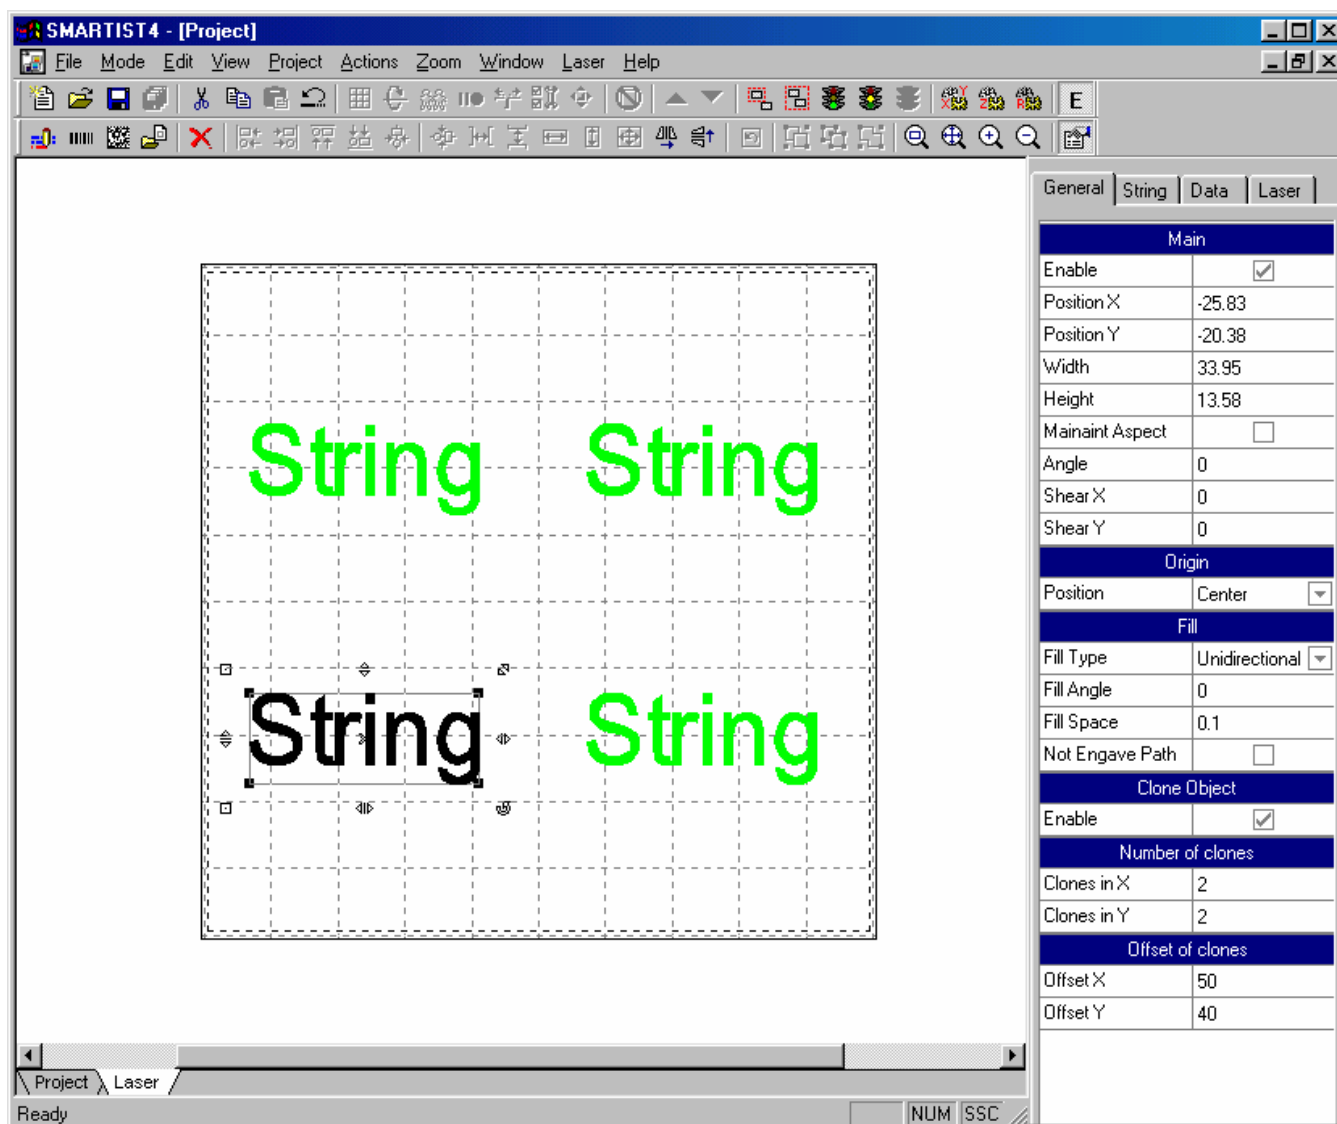 SMARTIST4 - [Project]
File Mode Edit View Project Actions Zoom Window Laser Help
E
General String Data Laser
Main
Enable
Position X -25.83
Position Y -20.38
Width 33.95
Height 13.58
Mainaint Aspect
Angle 0
Shear X 0
Shear Y 0
Origin
Position Center
Fill
Fill Type Unidirectional
Fill Angle 0
Fill Space 0.1
Not Engave Path
Clone Object
Enable
Number of clones
Clones in X 2
Clones in Y 2
Offset of clones
Offset X 50
Offset Y 40
String String
String String
Project Laser
Ready NUM SSC